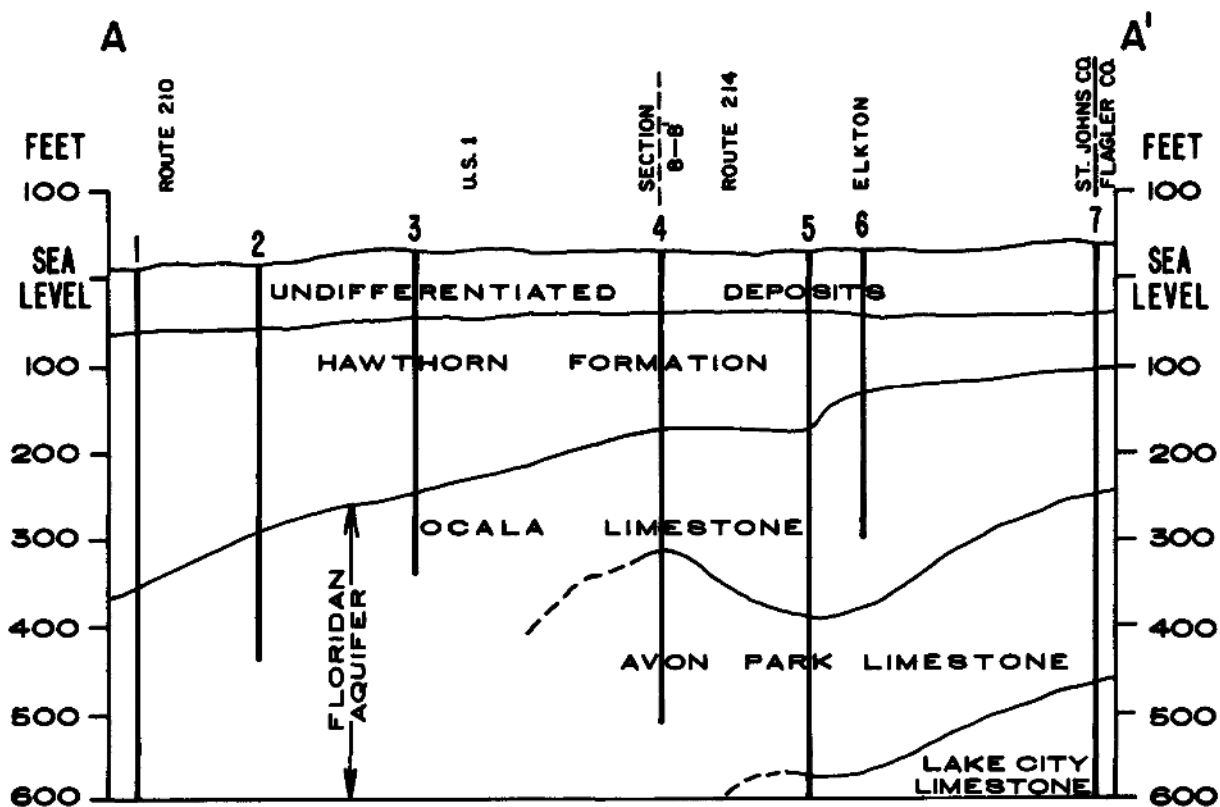 A
A'
ROUTE 210
U.S. 1
SECTION
B-B'
ROUTE 214
ELKTON
ST. JOHNS CO.
FLAGLER CO.
FEET
FEET
100
100
1
2
3
4
5
6
7
SEA
LEVEL
SEA
LEVEL
UNDIFFERENTIATED DEPOSITS
HAWTHORN FORMATION
100
100
200
200
OCALA LIMESTONE
300
300
FLORIDAN
AQUIFER
400
400
AVON PARK LIMESTONE
500
500
LAKE CITY
LIMESTONE
600
600